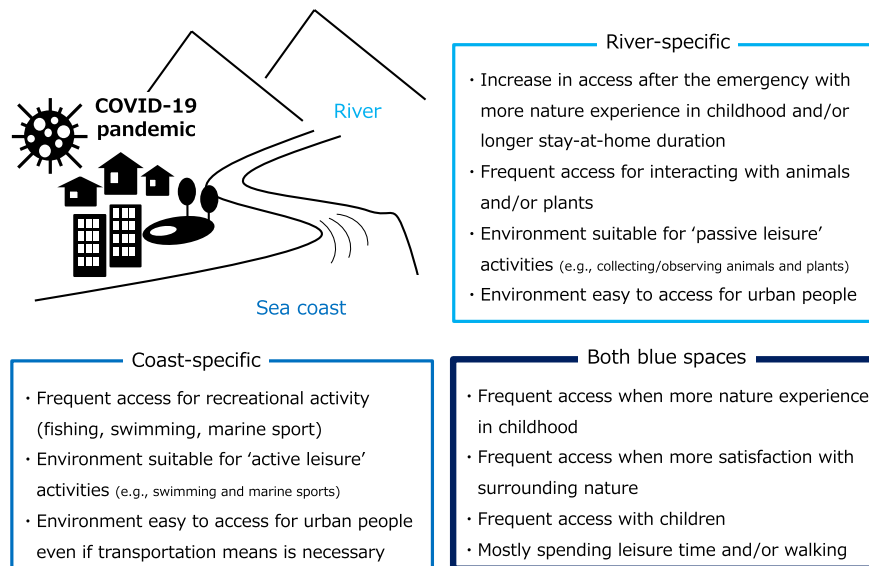 COVID-19
pandemic
River
Sea coast
River-specific
・Increase in access after the emergency with
more nature experience in childhood and/or
longer stay-at-home duration
・Frequent access for interacting with animals
and/or plants
・Environment suitable for ‘passive leisure’
activities (e.g., collecting/observing animals and plants)
・Environment easy to access for urban people
Coast-specific
・Frequent access for recreational activity
(fishing, swimming, marine sport)
・Environment suitable for ‘active leisure’
activities (e.g., swimming and marine sports)
・Environment easy to access for urban people
even if transportation means is necessary
Both blue spaces
・Frequent access when more nature experience
in childhood
・Frequent access when more satisfaction with
surrounding nature
・Frequent access with children
・Mostly spending leisure time and/or walking